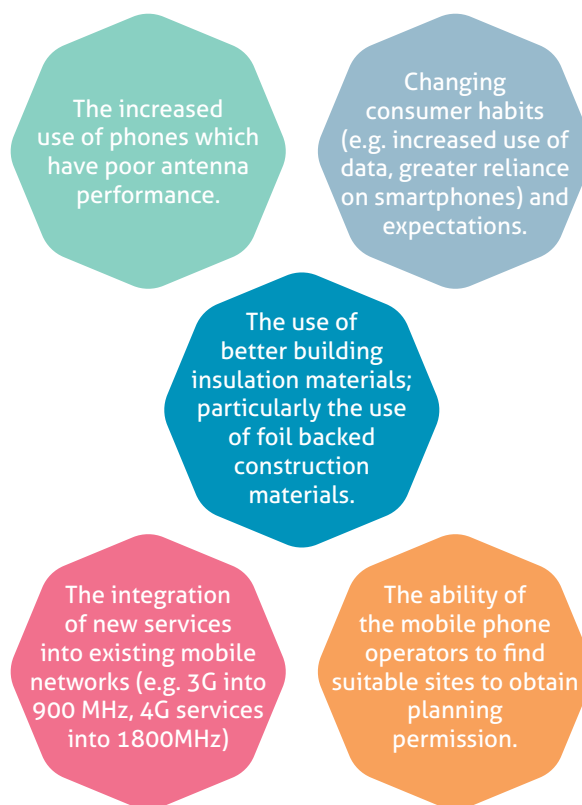 The increased
use of phones which
have poor antenna
performance.
Changing
consumer habits
(e.g. increased use of
data, greater reliance
on smartphones) and
expectations.
The use of
better building
insulation materials;
particularly the use
of foil backed
construction
materials.
The integration
of new services
into existing mobile
networks (e.g. 3G into
900 MHz, 4G services
into 1800MHz)
The ability of
the mobile phone
operators to find
suitable sites to obtain
planning
permission.